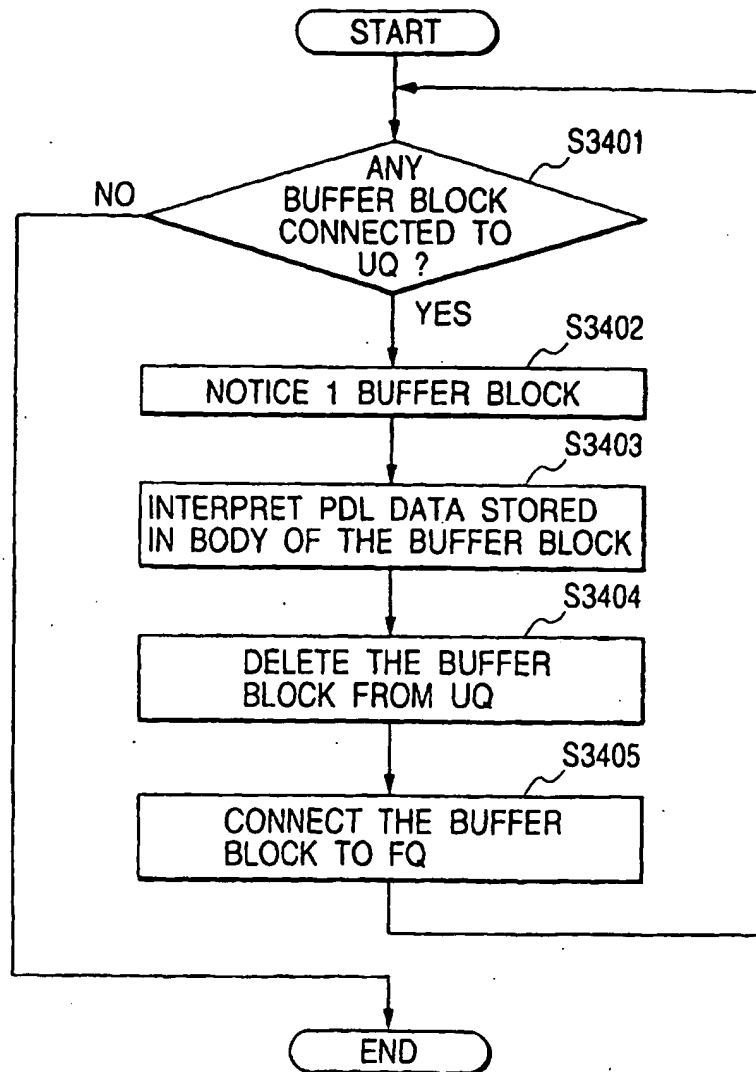 START
S3401
ANY
BUFFER BLOCK
CONNECTED TO
UQ ?
NO
YES
S3402
NOTICE 1 BUFFER BLOCK
S3403
INTERPRET PDL DATA STORED
IN BODY OF THE BUFFER BLOCK
S3404
DELETE THE BUFFER
BLOCK FROM UQ
S3405
CONNECT THE BUFFER
BLOCK TO FQ
END